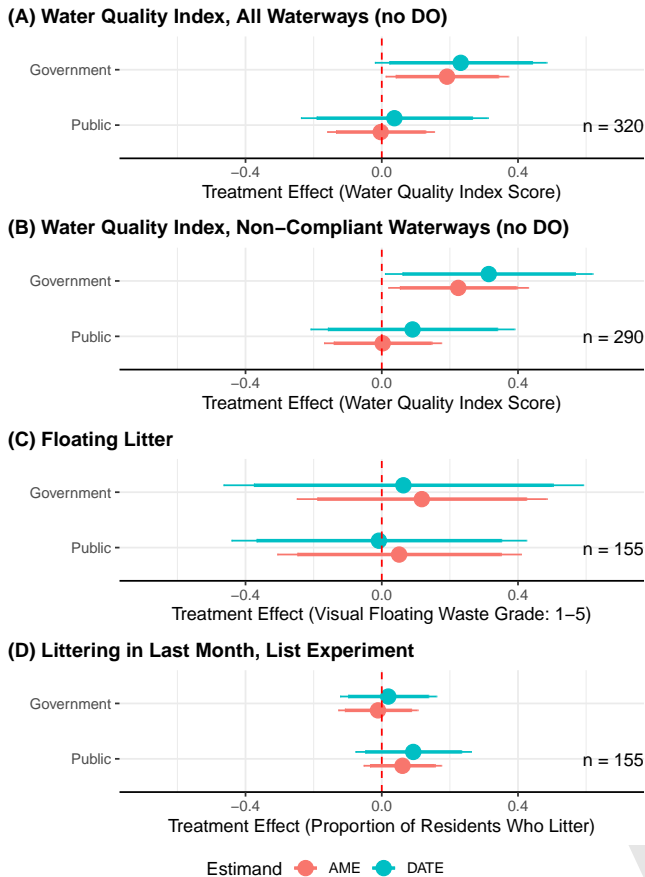 (A) Water Quality Index, All Waterways (no DO)
Government
Public
n = 320
−0.4 0.0 0.4
Treatment Effect (Water Quality Index Score)
(B) Water Quality Index, Non−Compliant Waterways (no DO)
Government
Public
n = 290
−0.4 0.0 0.4
Treatment Effect (Water Quality Index Score)
(C) Floating Litter
Government
Public
n = 155
−0.4 0.0 0.4
Treatment Effect (Visual Floating Waste Grade: 1−5)
(D) Littering in Last Month, List Experiment
Government
Public
n = 155
−0.4 0.0 0.4
Treatment Effect (Proportion of Residents Who Litter)
Estimand AME DATE